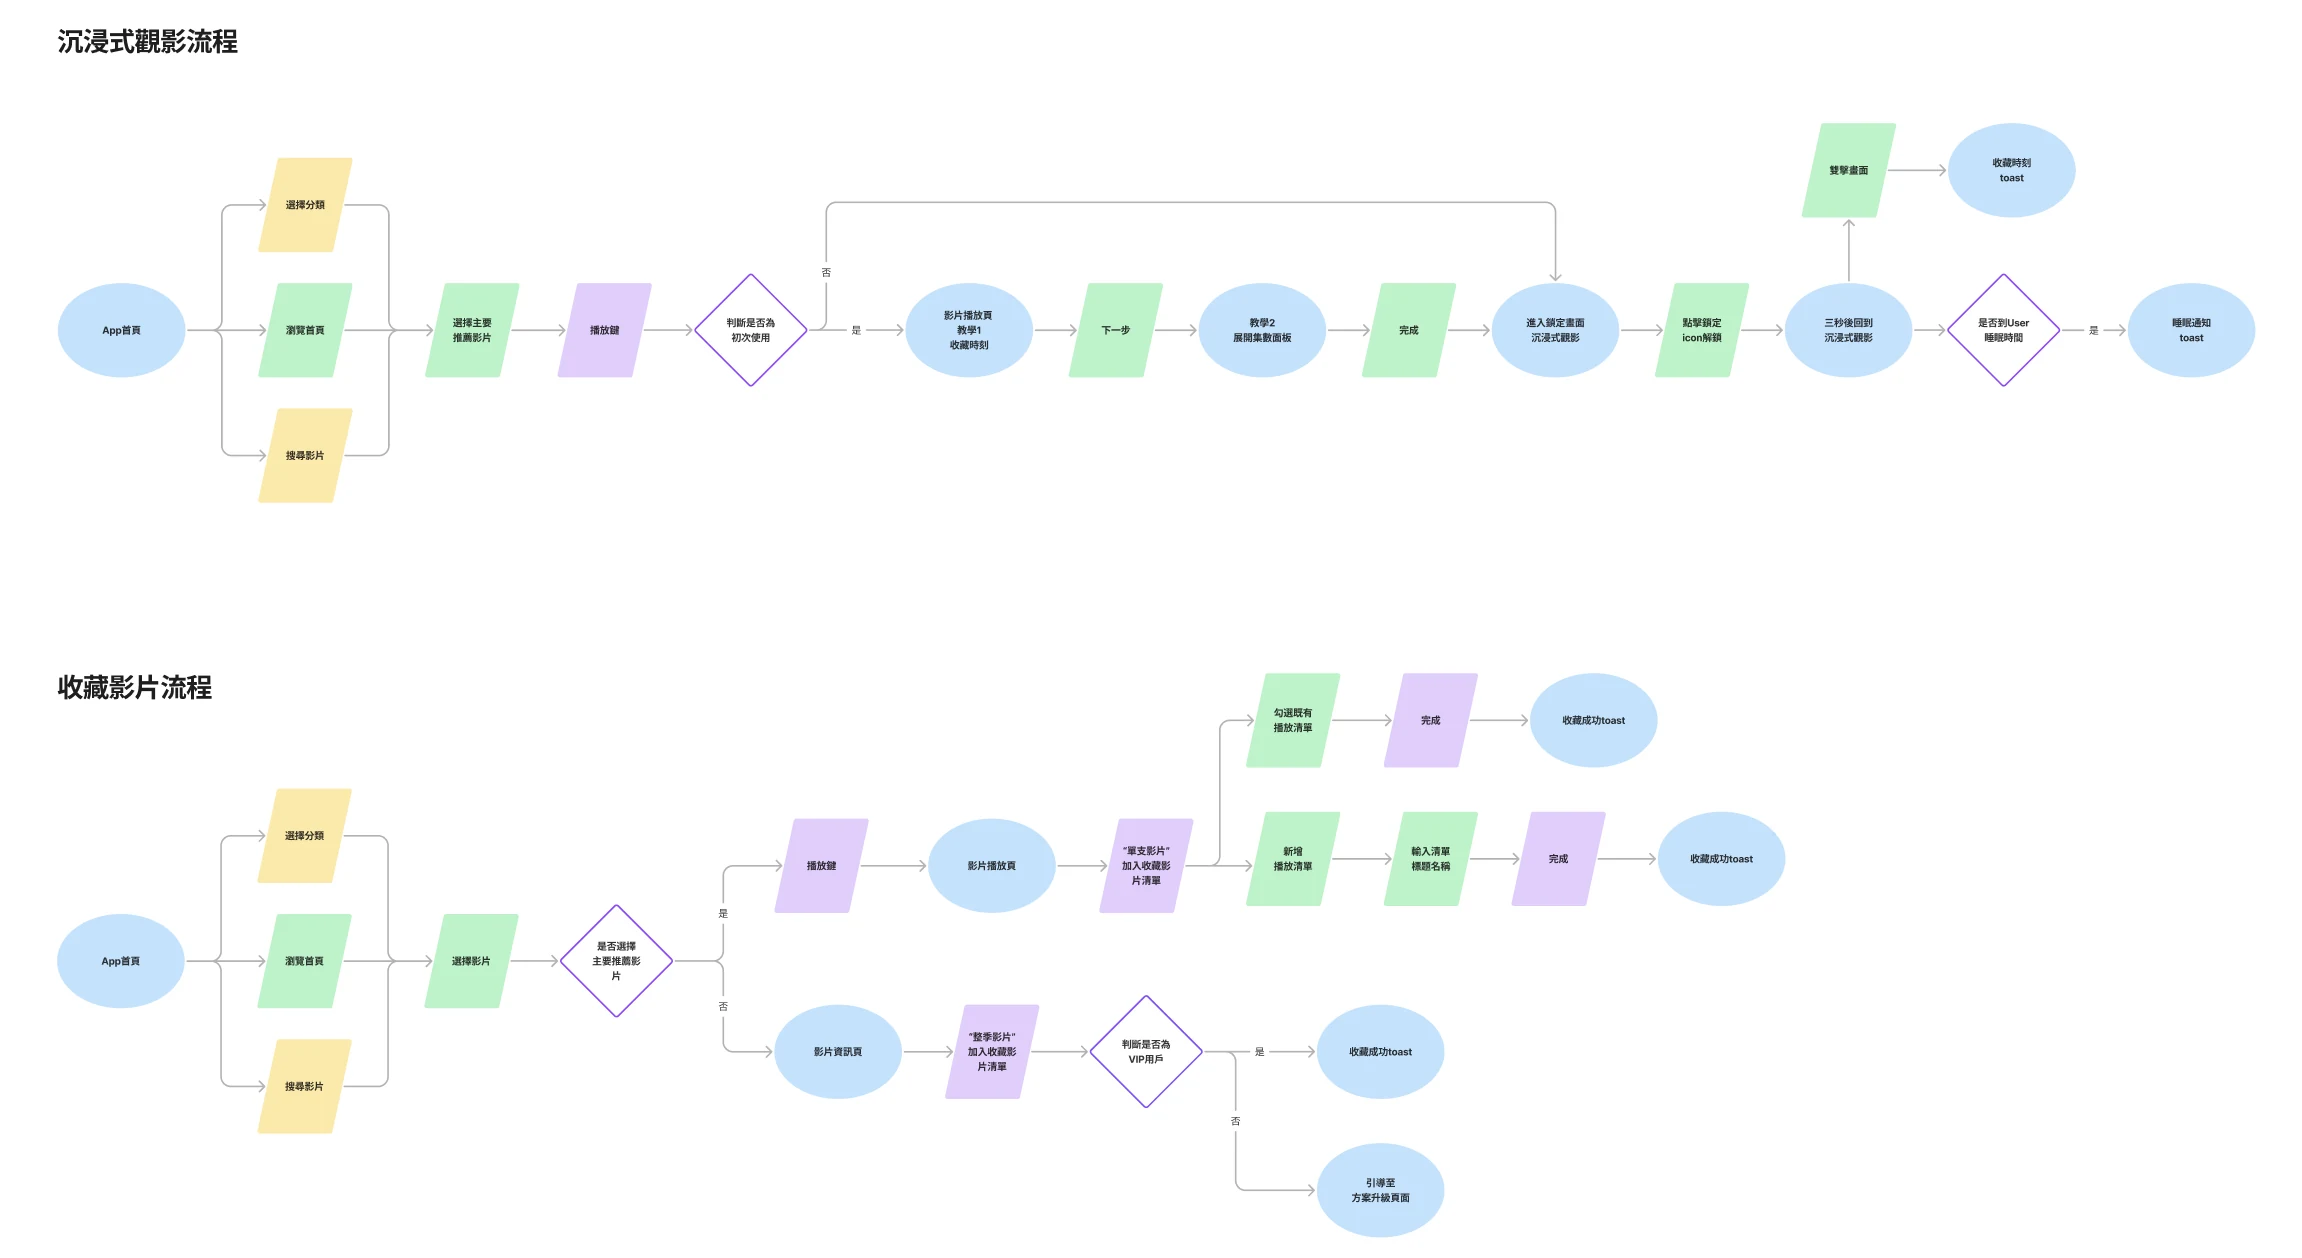 沉浸式觀影流程
選擇分類
App首頁
瀏覽首頁
搜尋影片
選擇主要
推薦影片
播放鍵
判斷是否為
初次使用
否
是
影片播放頁
教學1
收藏時刻
下一步
教學2
展開集數面板
完成
進入鎖定畫面
沉浸式觀影
點擊鎖定
icon解鎖
三秒後回到
沉浸式觀影
雙擊畫面
收藏時刻
toast
是否到User
睡眠時間
是
睡眠通知
toast
收藏影片流程
選擇分類
App首頁
瀏覽首頁
搜尋影片
選擇影片
是否選擇
主要推薦影
片
是
播放鍵
影片播放頁
“單支影片”
加入收藏影
片清單
勾選既有
播放清單
完成
收藏成功toast
新增
播放清單
輸入清單
標題名稱
完成
收藏成功toast
否
影片資訊頁
“整季影片”
加入收藏影
片清單
判斷是否為
VIP用戶
是
收藏成功toast
否
引導至
方案升級頁面